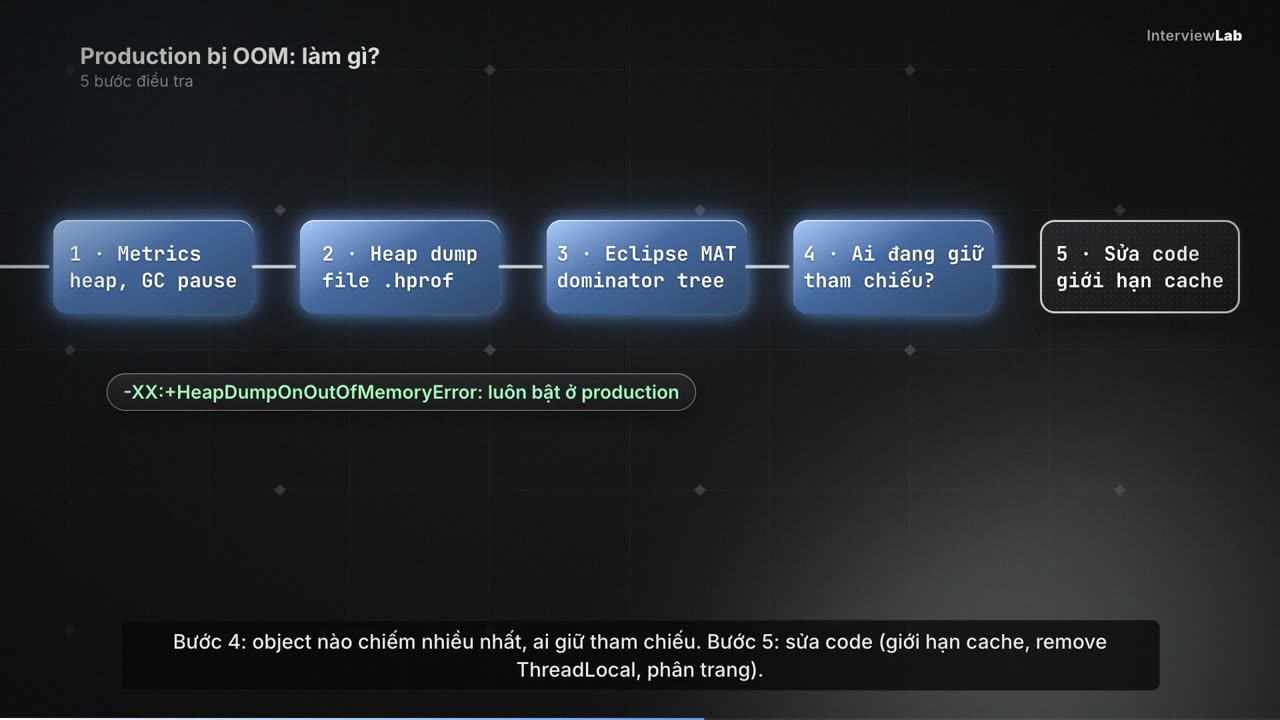 Production bị OOM: làm gì?
5 bước điều tra
InterviewLab
1 · Metrics
heap, GC pause
2 · Heap dump
file .hprof
3 · Eclipse MAT
dominator tree
4 · Ai đang giữ
tham chiếu?
5 · Sửa code
giới hạn cache
-XX:+HeapDumpOnOutOfMemoryError: luôn bật ở production
Bước 4: object nào chiếm nhiều nhất, ai giữ tham chiếu. Bước 5: sửa code (giới hạn cache, remove
ThreadLocal, phân trang).